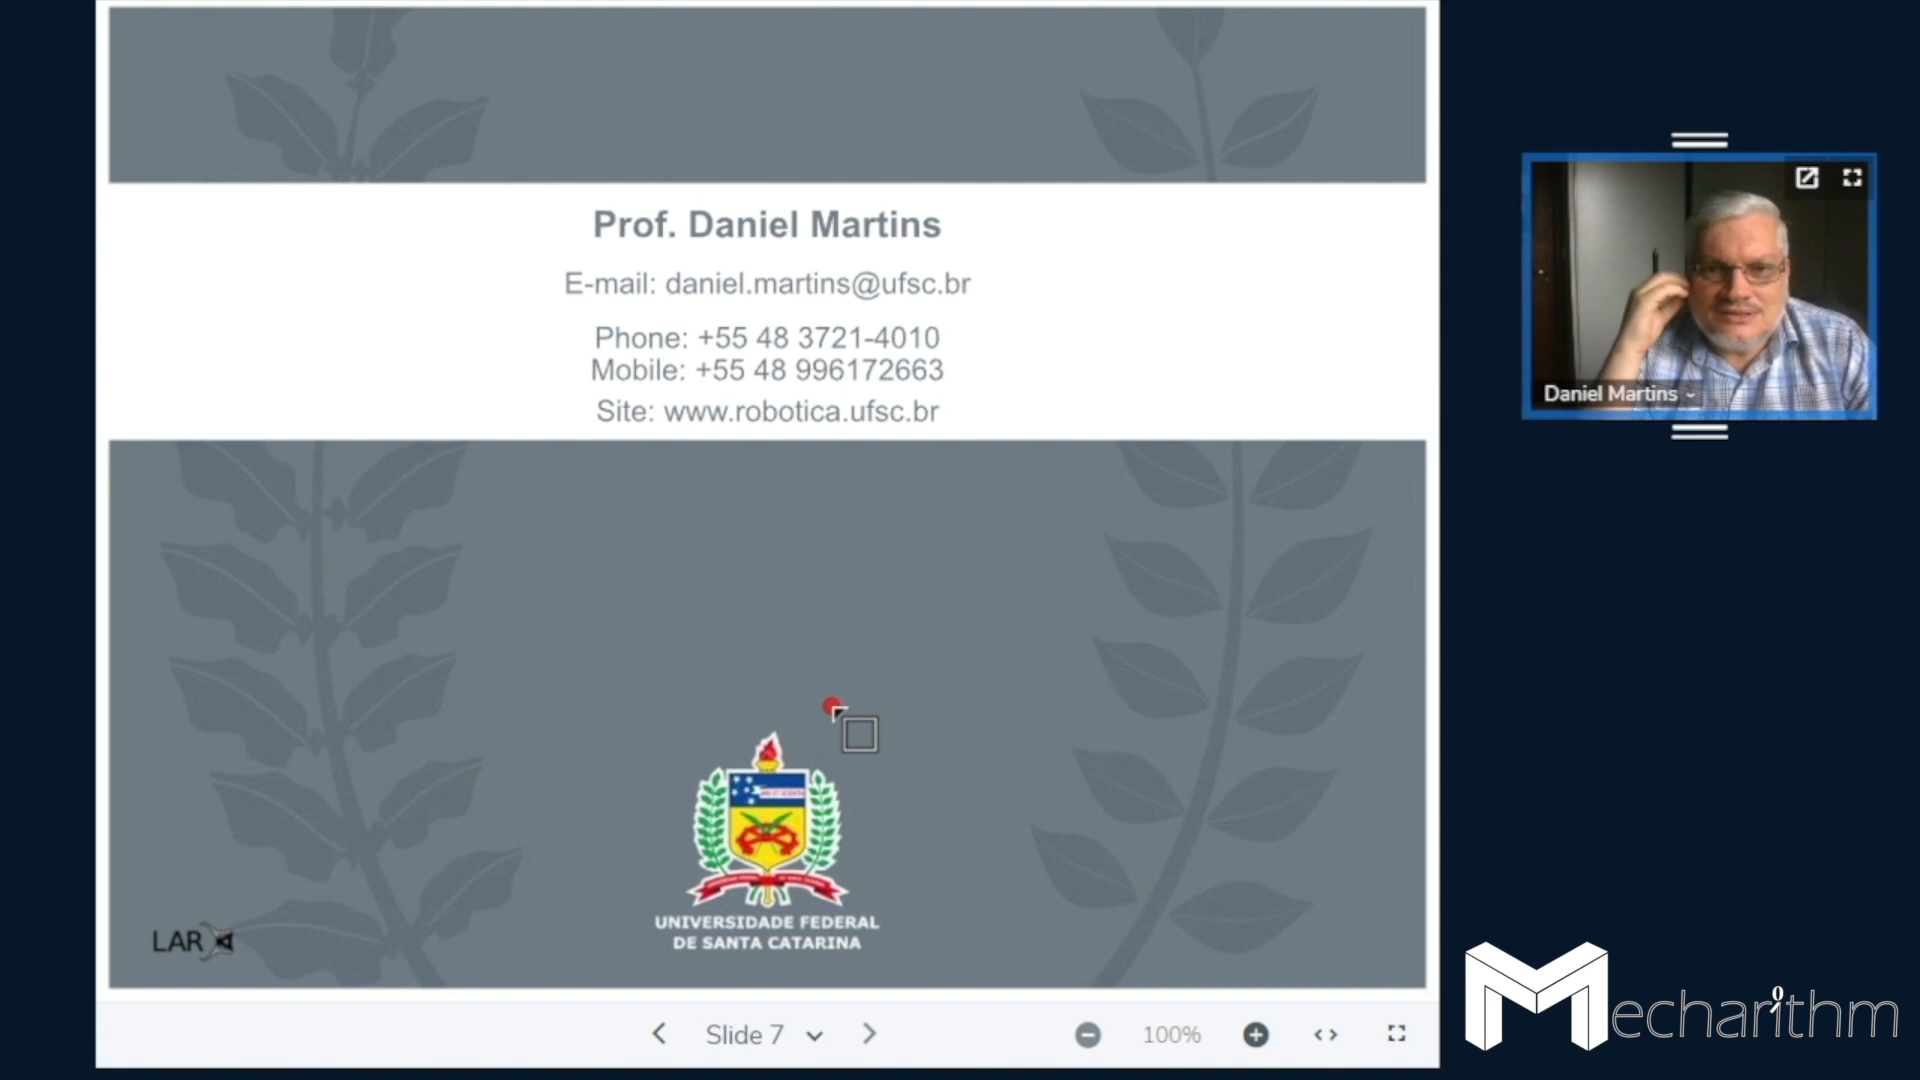 Prof. Daniel Martins
E-mail: daniel.martins@ufsc.br
Phone: +55 48 3721-4010
Mobile: +55 48 996172663
Site: www.robotica.ufsc.br
Daniel Martins
UNIVERSIDADE FEDERAL
DE SANTA CATARINA
LAR
Slide 7
100%
Mecharithm